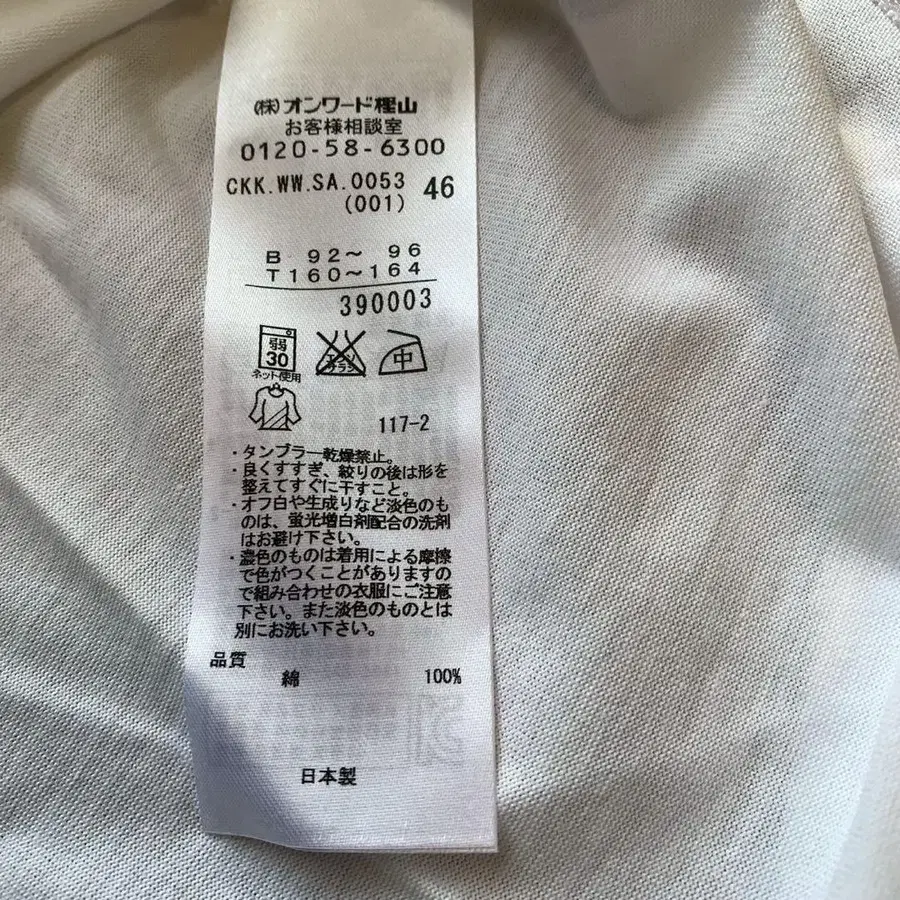 (株)オンワード樫山
お客様相談室
0120-58-6300
CKK.WW.SA.0053 46
(001)
B 92〜 96
T160〜164
390003
弱
30
ネット使用
エンソ
サラシ
中
117-2
・タンブラー乾燥禁止。
・良くすすぎ、絞りの後は形を
整えてすぐに干すこと。
・オフ白や生成りなど淡色のも
のは、蛍光増白剤配合の洗剤
はお避け下さい。
・濃色のものは着用による摩擦
で色がつくことがありますの
で組み合わせの衣服にご注意
下さい。また淡色のものとは
別にお洗い下さい。
品質
綿 100%
日本製